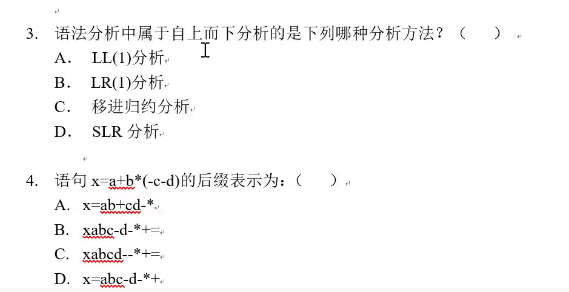 3. 语法分析中属于自上而下分析的是下列哪种分析方法?（ ）
A. LL(1)分析
B. LR(1)分析
C. 移进归约分析
D. SLR 分析
4. 语句 x=a+b*(-c-d)的后缀表示为:（ ）
A. x=ab+cd-*
B. xabc-d-*+=
C. xabcd--*+=
D. x=abc-d-*+